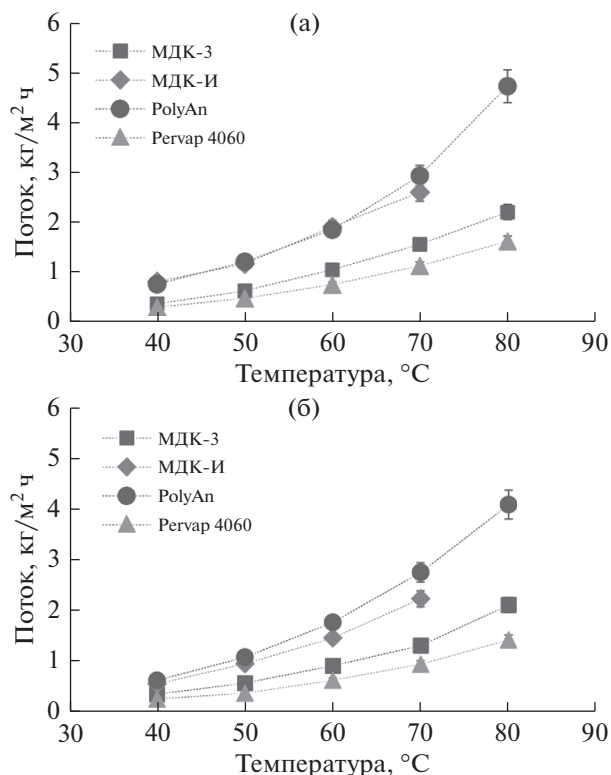 (а)
МДК-3
МДК-И
PolyAn
Pervap 4060
Поток, кг/м² ч
6
5
4
3
2
1
0
30 40 50 60 70 80 90
Температура, °C
(б)
МДК-3
МДК-И
PolyAn
Pervap 4060
Поток, кг/м² ч
6
5
4
3
2
1
0
30 40 50 60 70 80 90
Температура, °C